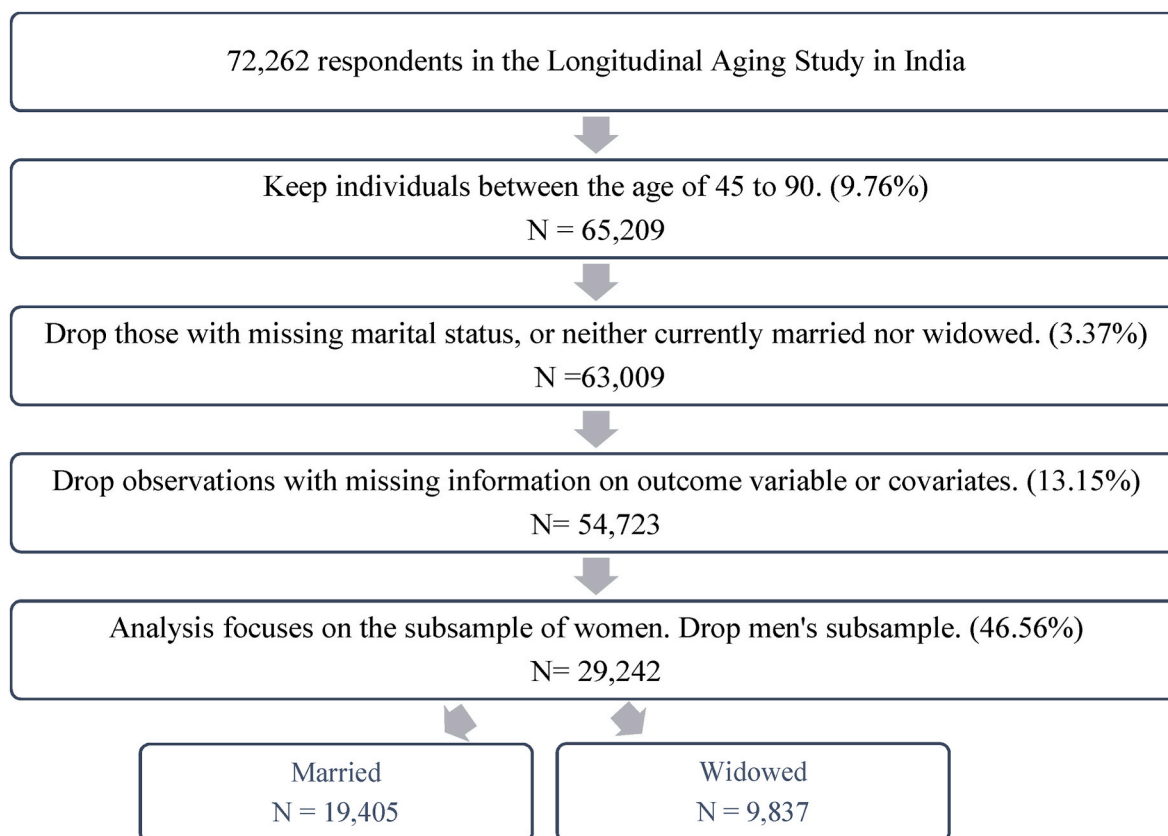 72,262 respondents in the Longitudinal Aging Study in India
Keep individuals between the age of 45 to 90. (9.76%)
N = 65,209
Drop those with missing marital status, or neither currently married nor widowed. (3.37%)
N =63,009
Drop observations with missing information on outcome variable or covariates. (13.15%)
N= 54,723
Analysis focuses on the subsample of women. Drop men's subsample. (46.56%)
N= 29,242
Married
N = 19,405
Widowed
N = 9,837